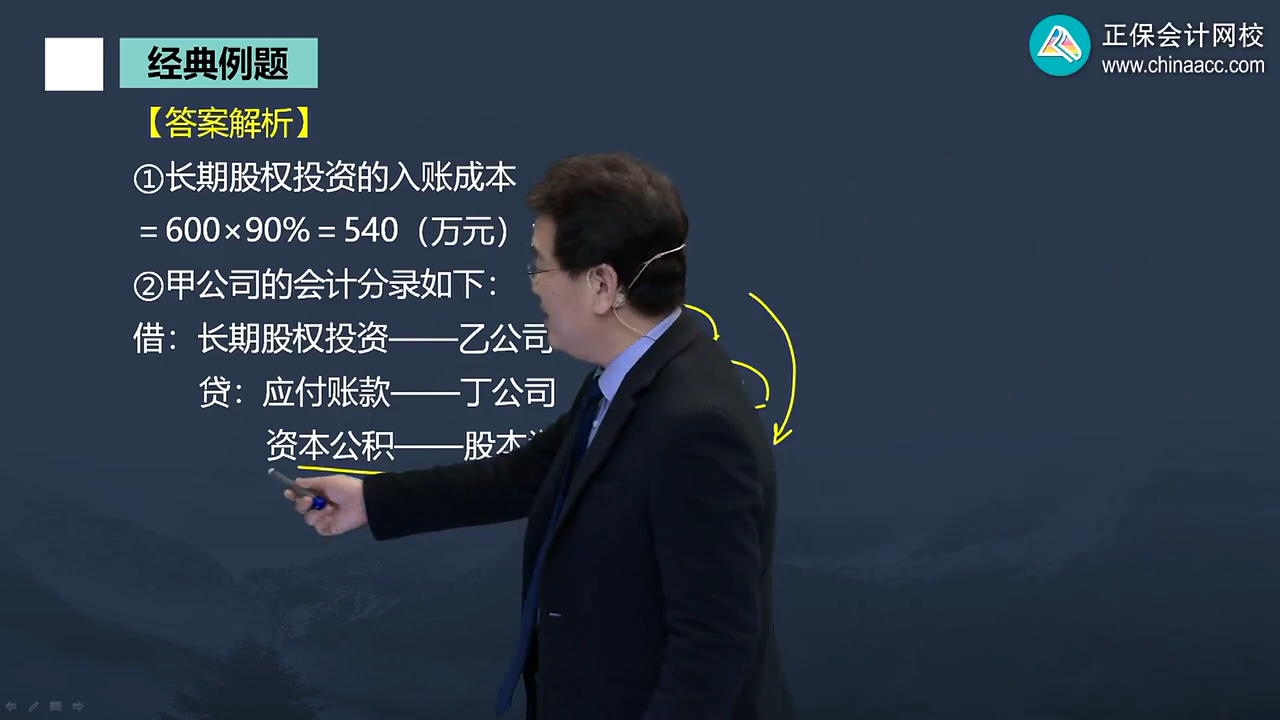 经典例题
正保会计网校
www.chinaacc.com
【答案解析】
①长期股权投资的入账成本
＝600×90%＝540（万元）
②甲公司的会计分录如下：
借：长期股权投资——乙公司
贷：应付账款——丁公司
资本公积——股本